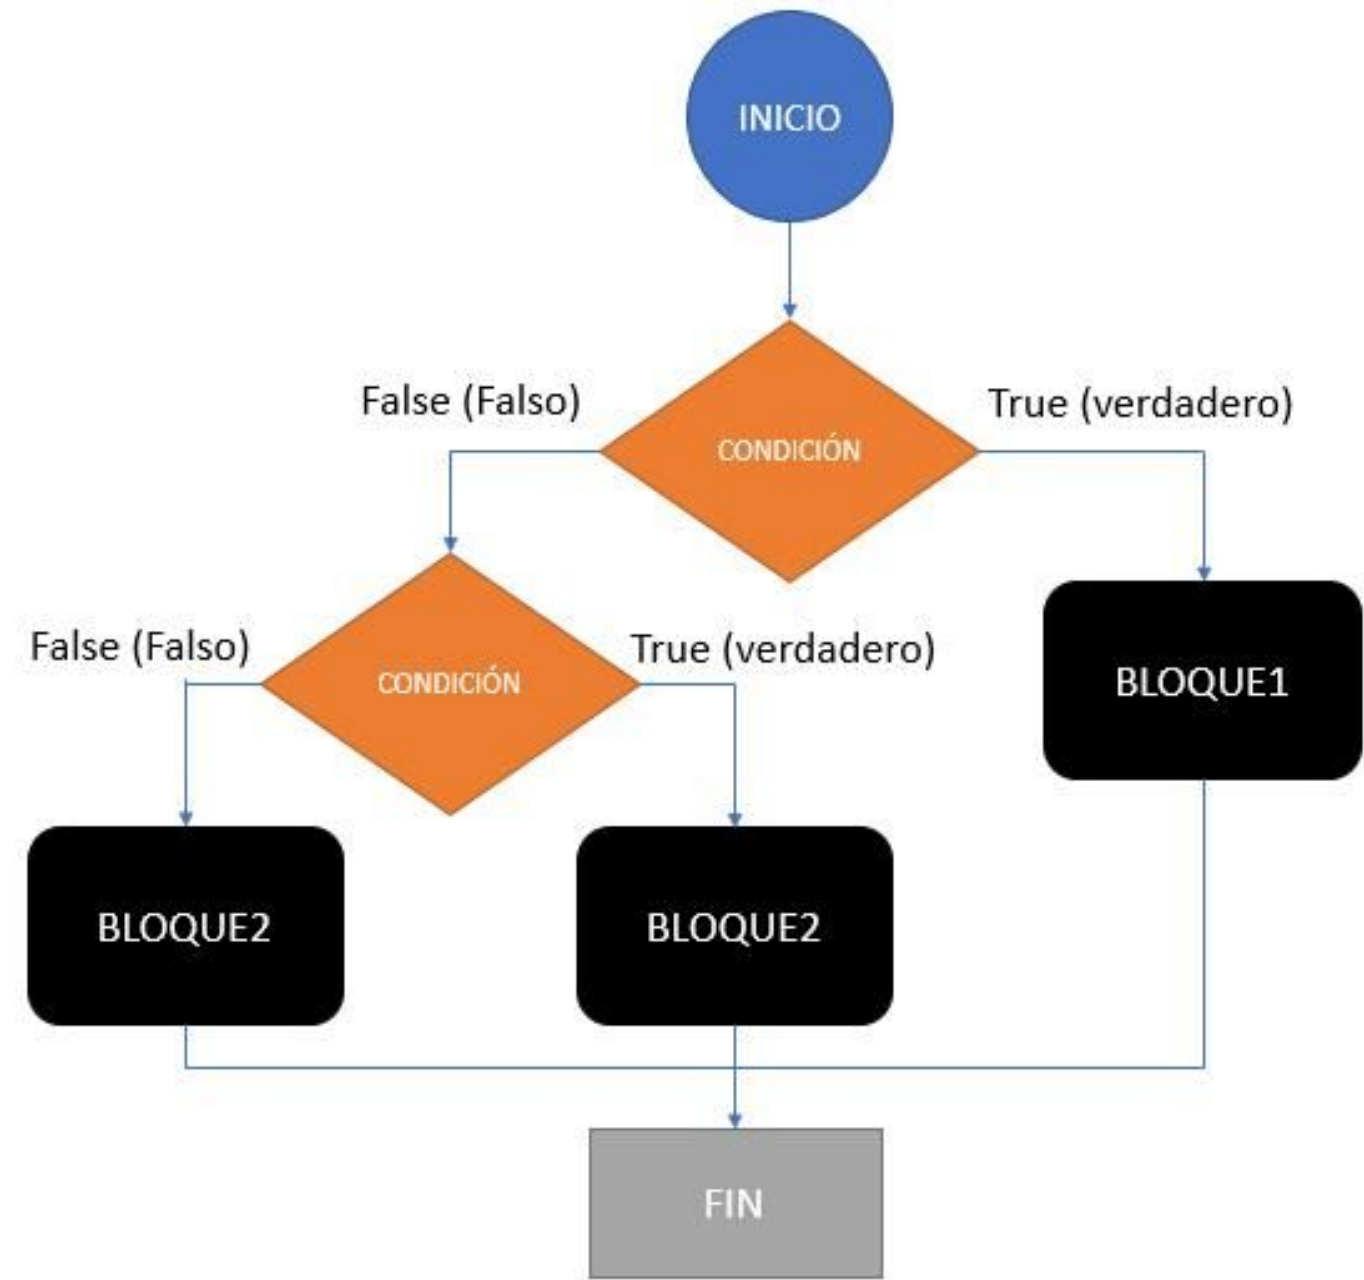 INICIO
False (Falso)
True (verdadero)
CONDICIÓN
False (Falso)
True (verdadero)
CONDICIÓN
BLOQUE1
BLOQUE2
BLOQUE2
FIN